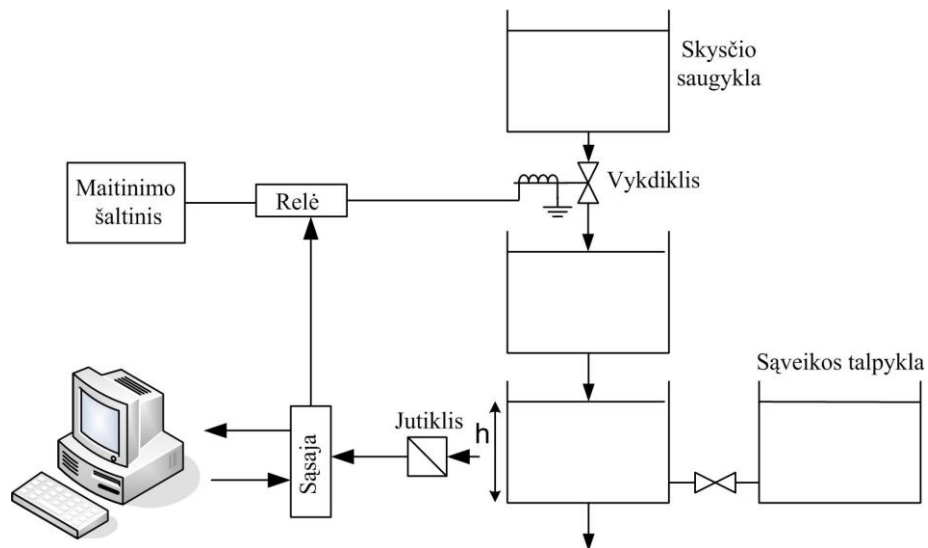 Skysčio
saugykla
Maitinimo
šaltinis
Relė
Vykdiklis
Sąveikos talpykla
Sąsaja
Jutiklis
h